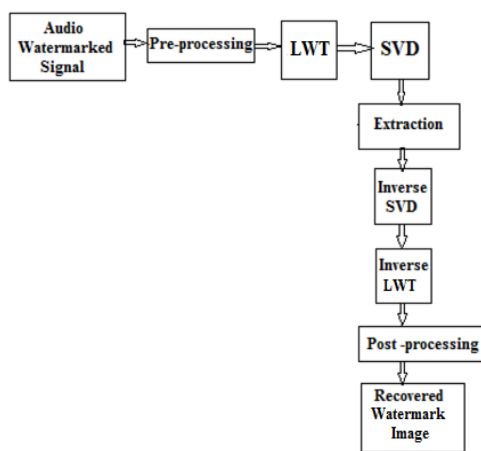 Audio
Watermarked
Signal
Pre-processing
LWT
SVD
Extraction
Inverse
SVD
Inverse
LWT
Post -processing
Recovered
Watermark
Image